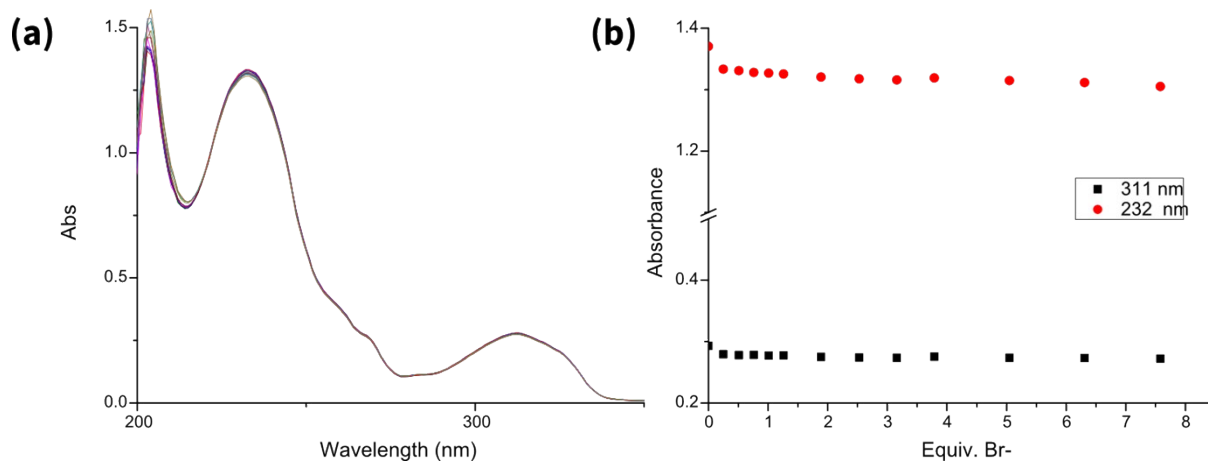 (a)
1.5
1.0
0.5
0.0
Abs
200
300
Wavelength (nm)
(b)
1.4
1.2
0.4
0.2
Absorbance
311 nm
232 nm
0 1 2 3 4 5 6 7 8
Equiv. Br-